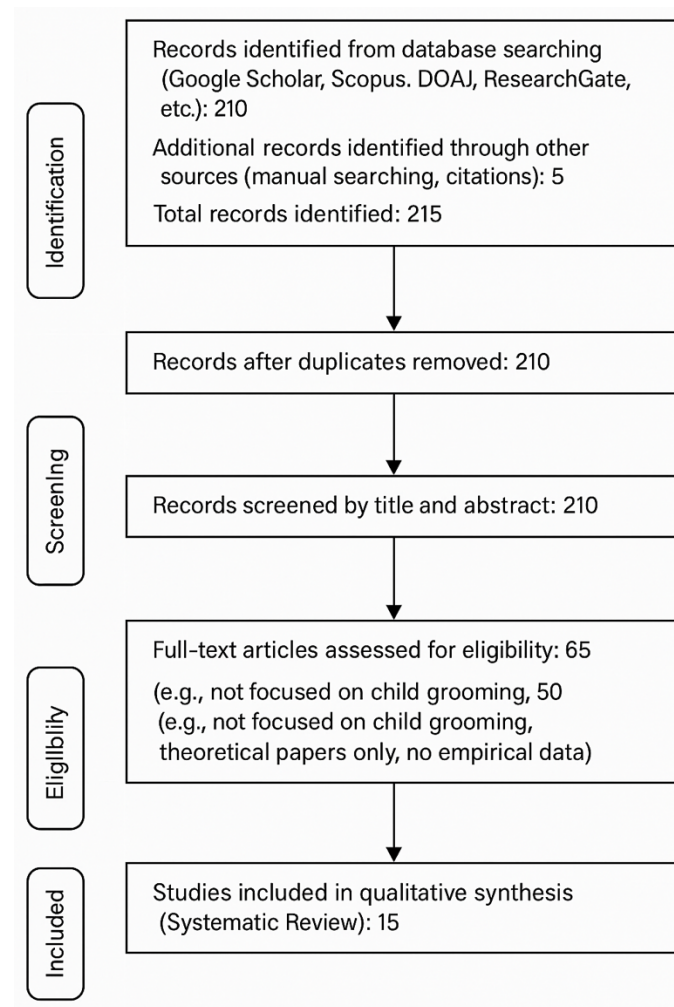 Identification
Records identified from database searching
(Google Scholar, Scopus. DOAJ, ResearchGate,
etc.): 210
Additional records identified through other
sources (manual searching, citations): 5
Total records identified: 215
Records after duplicates removed: 210
ScreenIng
Records screened by title and abstract: 210
EligIblIly
Full-text articles assessed for eligibility: 65
(e.g., not focused on child grooming, 50
(e.g., not focused on child grooming,
theoretical papers only, no empirical data)
Included
Studies included in qualitative synthesis
(Systematic Review): 15